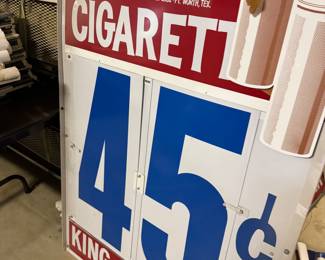 FT. WORTH, TEX.
CIGARETT
45¢
KING